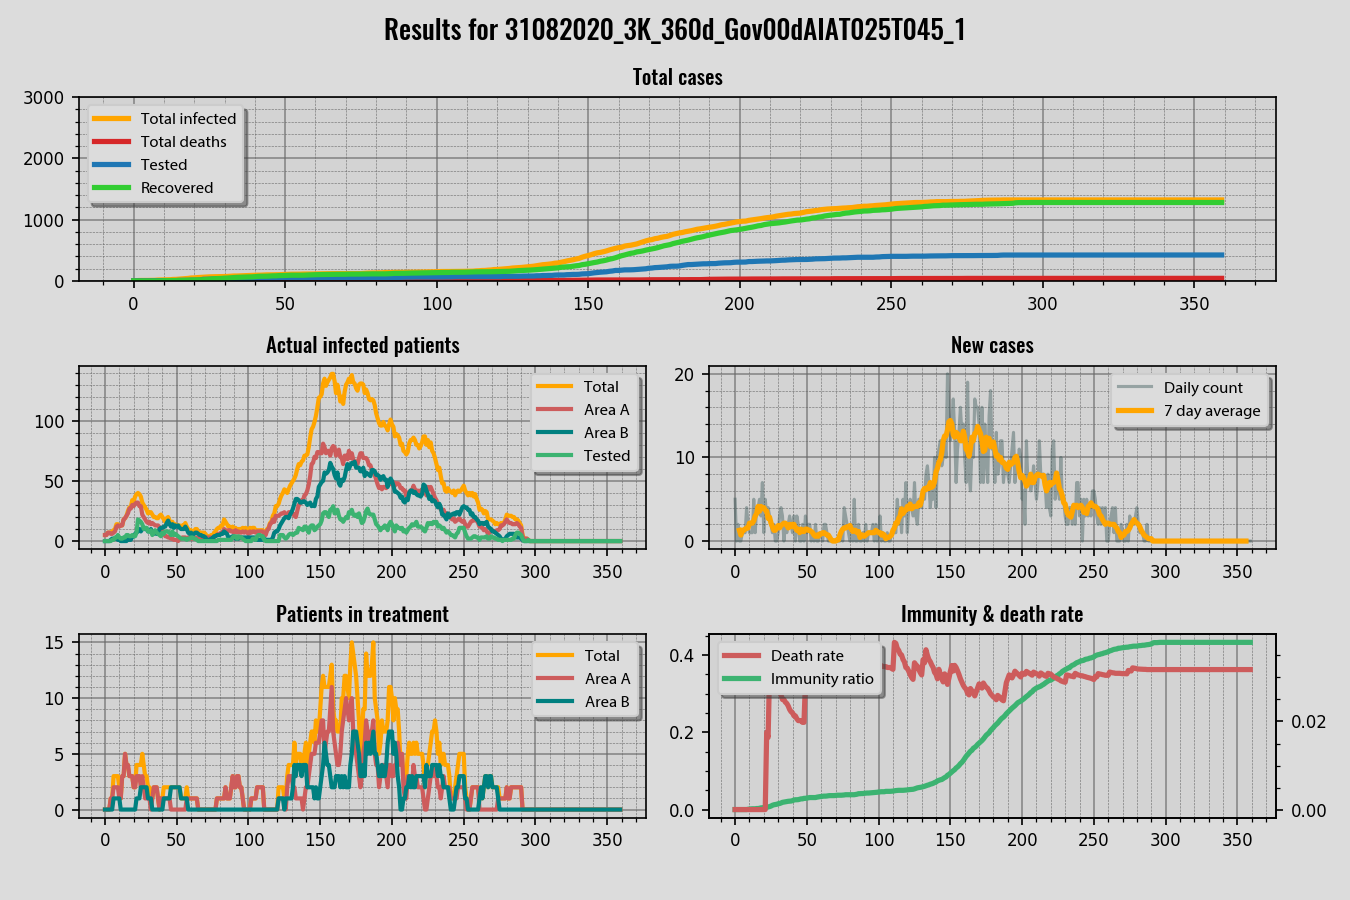 Results for 31082020_3K_360d_Gov00dAIAT025T045_1
Total cases
3000
2000
1000
0
Total infected
Total deaths
Tested
Recovered
0 50 100 150 200 250 300 350
Actual infected patients
100
50
0
Total
Area A
Area B
Tested
0 50 100 150 200 250 300 350
New cases
20
10
0
Daily count
7 day average
0 50 100 150 200 250 300 350
Patients in treatment
15
10
5
0
Total
Area A
Area B
0 50 100 150 200 250 300 350
Immunity & death rate
0.4
0.2
0.0
Death rate
Immunity ratio
0.02
0.00
0 50 100 150 200 250 300 350